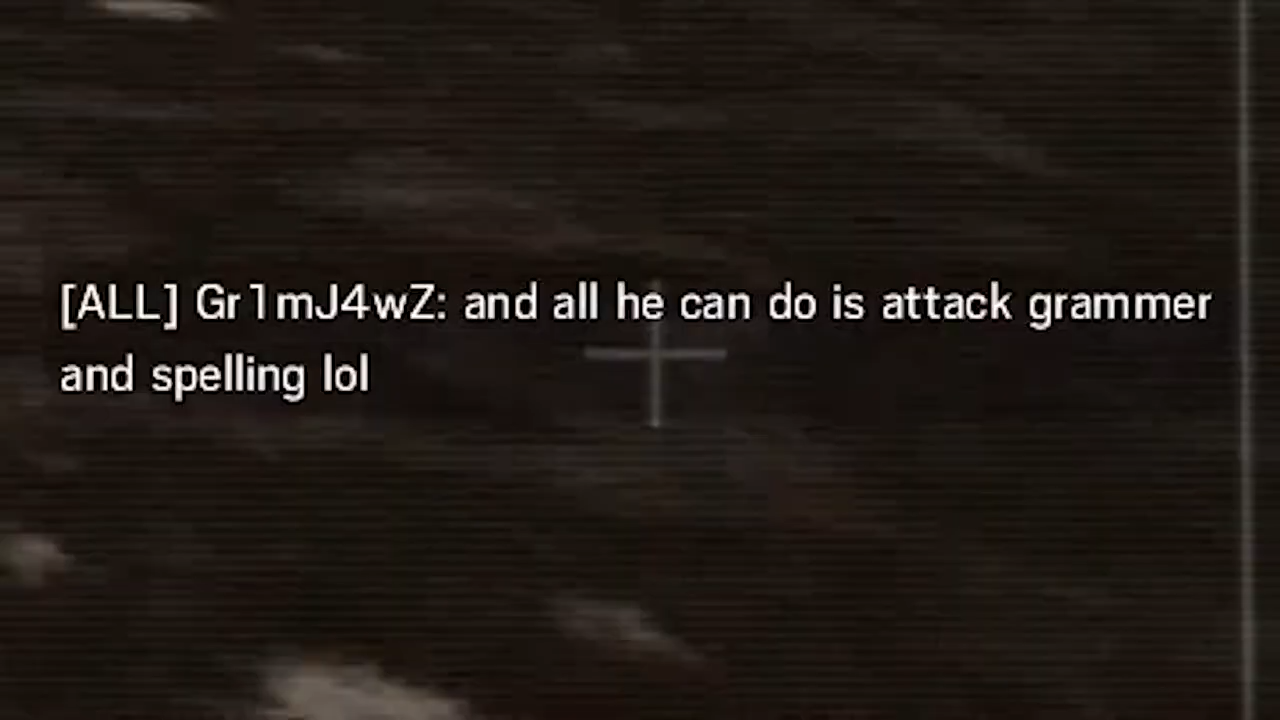 [ALL] Gr1mJ4wZ: and all he can do is attack grammer
and spelling lol